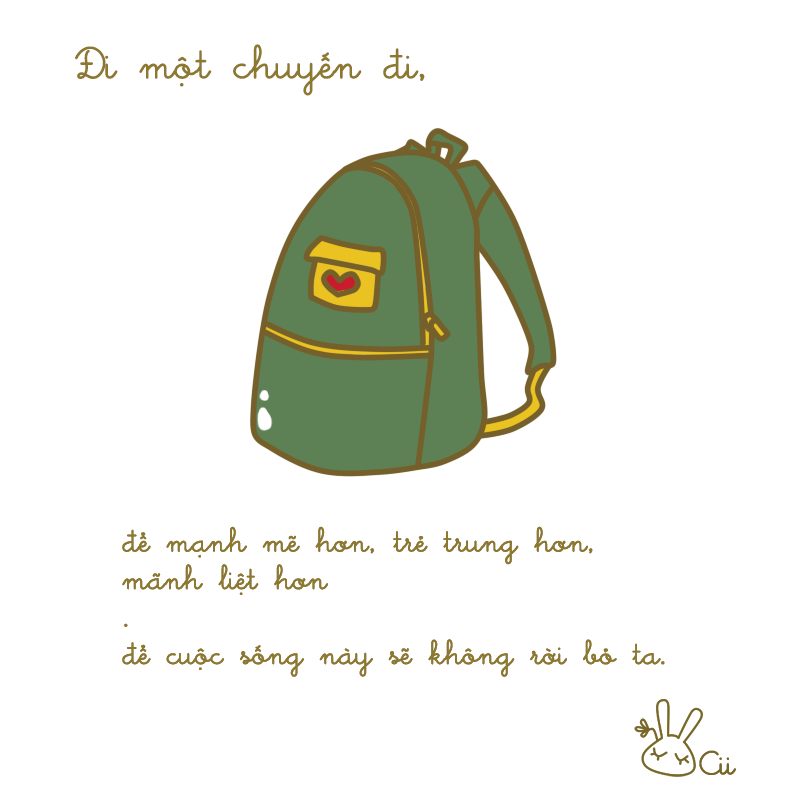 Đi một chuyến đi,
để mạnh mẽ hơn, trẻ trung hơn,
mãnh liệt hơn
.
để cuộc sống này sẽ không rời bỏ ta.
Cii